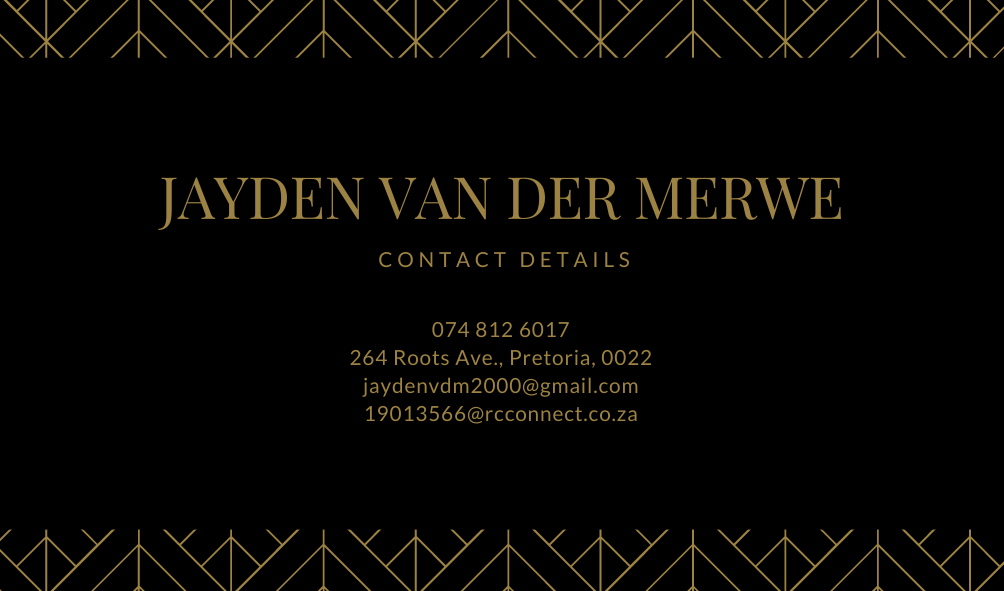 JAYDEN VAN DER MERWE
CONTACT DETAILS
074 812 6017
264 Roots Ave., Pretoria, 0022
jaydenvdm2000@gmail.com
19013566@rcconnect.co.za